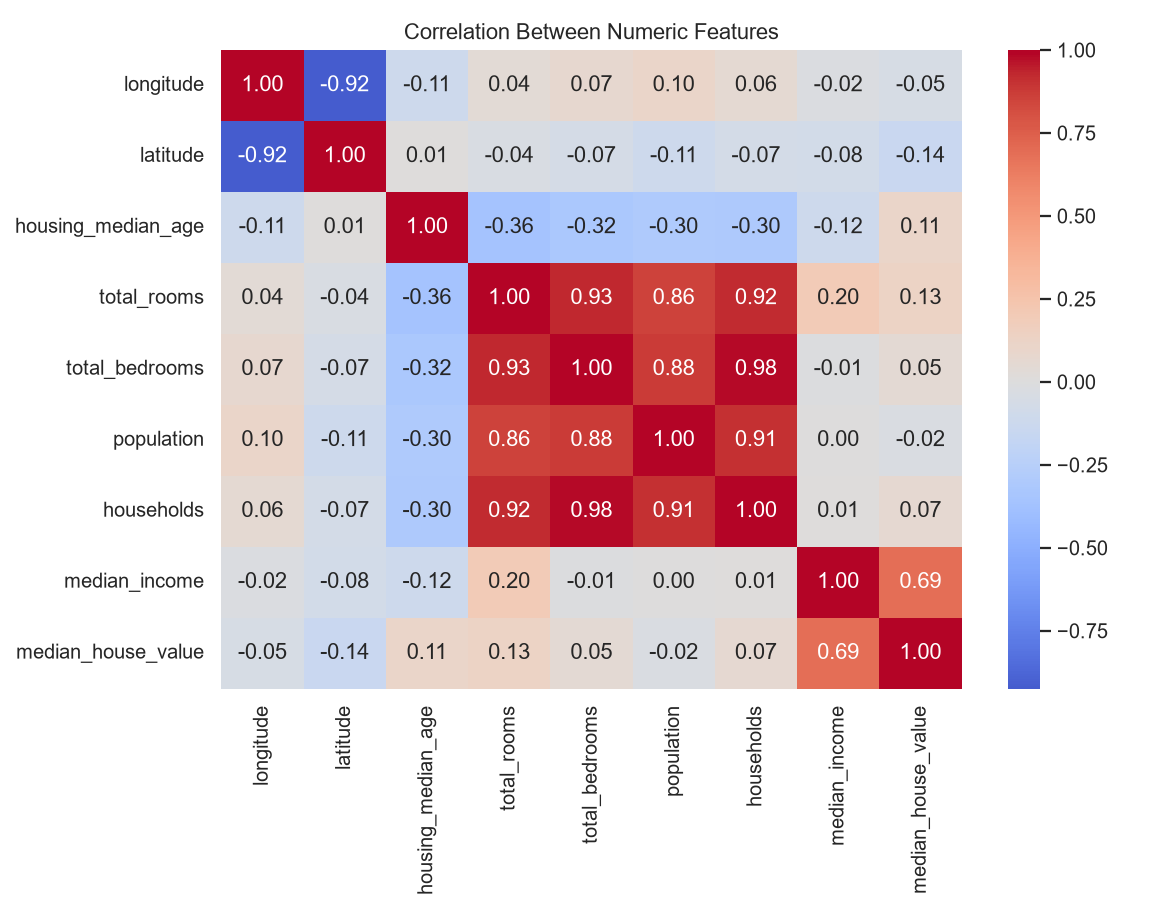 Correlation Between Numeric Features
longitude 1.00 -0.92 -0.11 0.04 0.07 0.10 0.06 -0.02 -0.05
latitude -0.92 1.00 0.01 -0.04 -0.07 -0.11 -0.07 -0.08 -0.14
housing_median_age -0.11 0.01 1.00 -0.36 -0.32 -0.30 -0.30 -0.12 0.11
total_rooms 0.04 -0.04 -0.36 1.00 0.93 0.86 0.92 0.20 0.13
total_bedrooms 0.07 -0.07 -0.32 0.93 1.00 0.88 0.98 -0.01 0.05
population 0.10 -0.11 -0.30 0.86 0.88 1.00 0.91 0.00 -0.02
households 0.06 -0.07 -0.30 0.92 0.98 0.91 1.00 0.01 0.07
median_income -0.02 -0.08 -0.12 0.20 -0.01 0.00 0.01 1.00 0.69
median_house_value -0.05 -0.14 0.11 0.13 0.05 -0.02 0.07 0.69 1.00
longitude
latitude
housing_median_age
total_rooms
total_bedrooms
population
households
median_income
median_house_value
1.00
0.75
0.50
0.25
0.00
−0.25
−0.50
−0.75